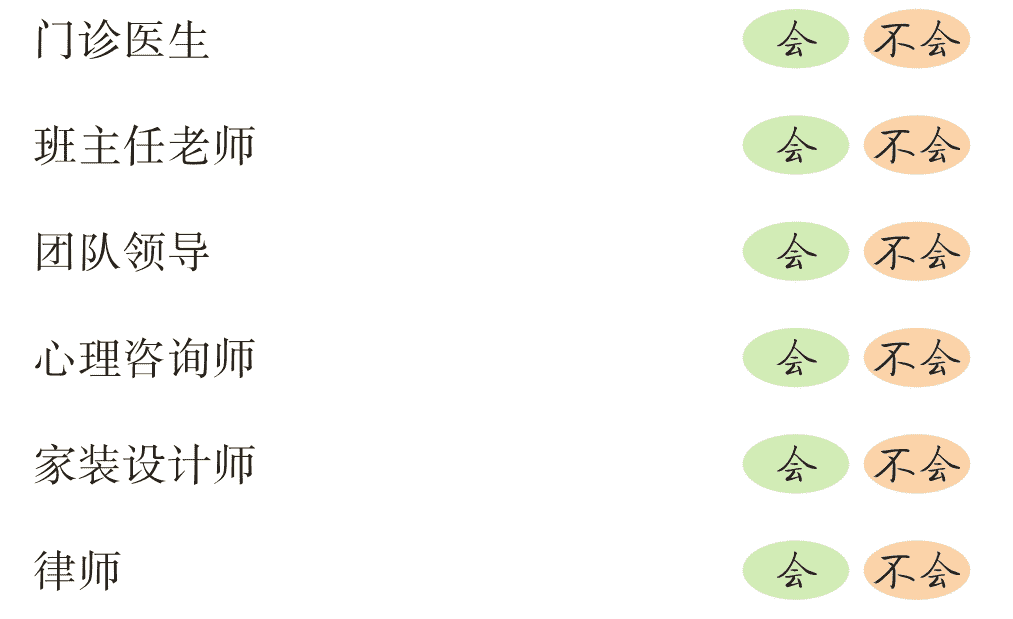 门诊医生 会 不会
班主任老师 会 不会
团队领导 会 不会
心理咨询师 会 不会
家装设计师 会 不会
律师 会 不会